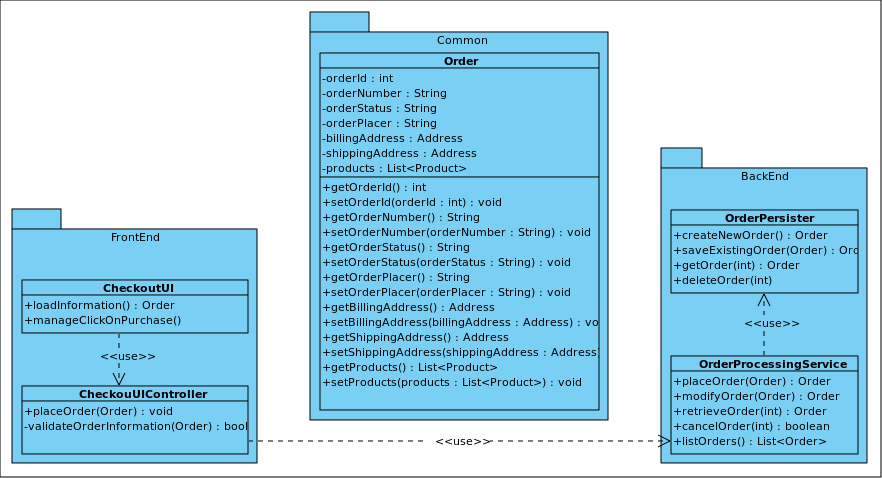 Common
Order
-orderId : int
-orderNumber : String
-orderStatus : String
-orderPlacer : String
-billingAddress : Address
-shippingAddress : Address
-products : List<Product>
+getOrderId() : int
+setOrderId(orderId : int) : void
+getOrderNumber() : String
+setOrderNumber(orderNumber : String) : void
+getOrderStatus() : String
+setOrderStatus(orderStatus : String) : void
+getOrderPlacer() : String
+setOrderPlacer(orderPlacer : String) : void
+getBillingAddress() : Address
+setBillingAddress(billingAddress : Address) : vo
+getShippingAddress() : Address
+setShippingAddress(shippingAddress : Address)
+getProducts() : List<Product>
+setProducts(products : List<Product>) : void
FrontEnd
CheckoutUI
+loadInformation() : Order
+manageClickOnPurchase()
<<use>>
CheckouUIController
+placeOrder(Order) : void
-validateOrderInformation(Order) : bool
<<use>>
BackEnd
OrderPersister
+createNewOrder() : Order
+saveExistingOrder(Order) : Ord
+getOrder(int) : Order
+deleteOrder(int)
<<use>>
OrderProcessingService
+placeOrder(Order) : Order
+modifyOrder(Order) : Order
+retrieveOrder(int) : Order
+cancelOrder(int) : boolean
+listOrders() : List<Order>